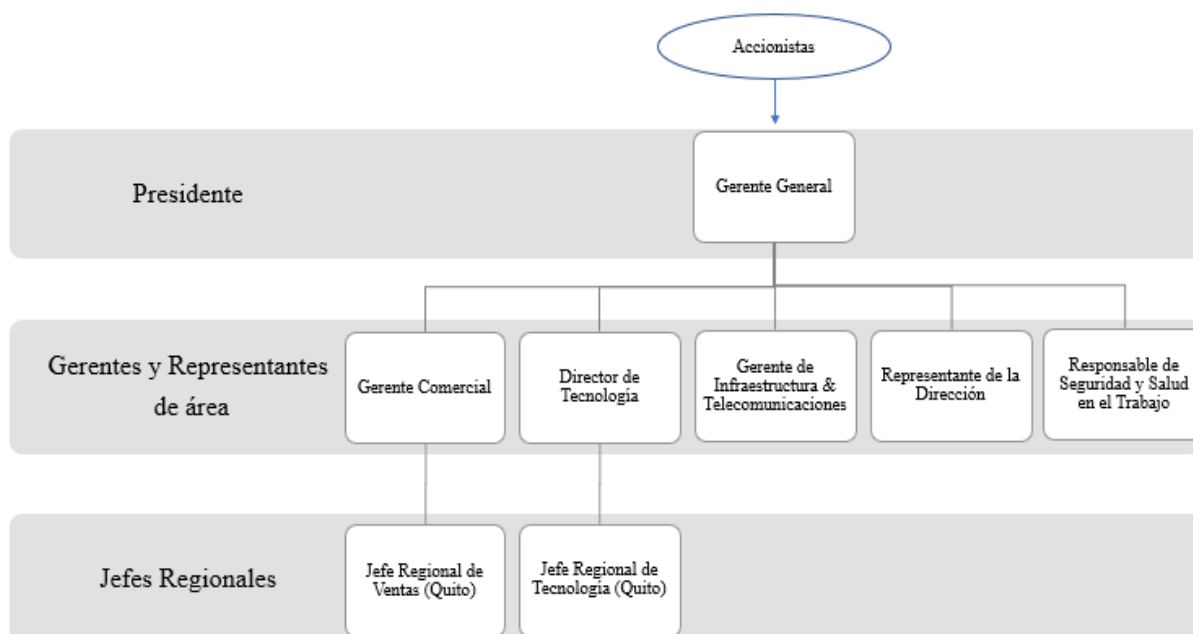 Accionistas
Presidente
Gerente General
Gerentes y Representantes
de área
Gerente Comercial
Director de
Tecnología
Gerente de
Infraestructura &
Telecomunicaciones
Representante de la
Dirección
Responsable de
Seguridad y Salud
en el Trabajo
Jefes Regionales
Jefe Regional de
Ventas (Quito)
Jefe Regional de
Tecnología (Quito)